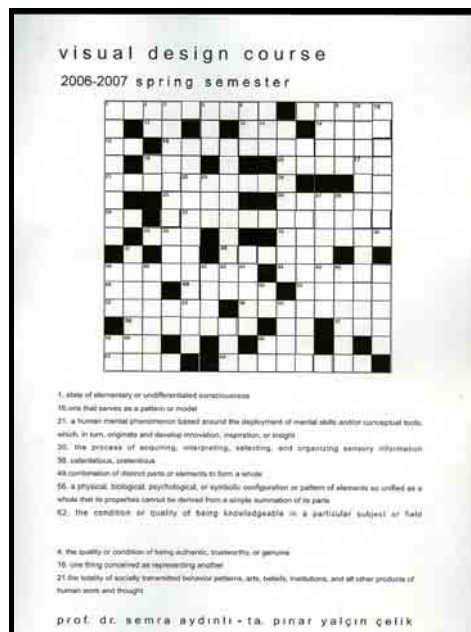 visual design course
2006-2007 spring semester
1. state of elementary or undifferentiated consciousness
16.one that serves as a pattern or model
21. a human mental phenomenon based around the deployment of mental skills and/or conceptual tools,
which, in turn, originate and develop innovation, inspiration, or insight
30. the process of acquiring, interpreting, selecting, and organizing sensory information
38. ostentatious, pretentious
49.combination of distinct parts or elements to form a whole
56. a physical, biological, psychological, or symbolic configuration or pattern of elements so unified as a
whole that its properties cannot be derived from a simple summation of its parts
62. the condition or quality of being knowledgeable in a particular subject or field
4. the quality or condition of being authentic, trustworthy, or genuine
16. one thing conceived as representing another
21.the totality of socially transmitted behavior patterns, arts, beliefs, institutions, and all other products of
human work and thought
prof. dr. semra aydınlı - ta. pınar yalçın çelik